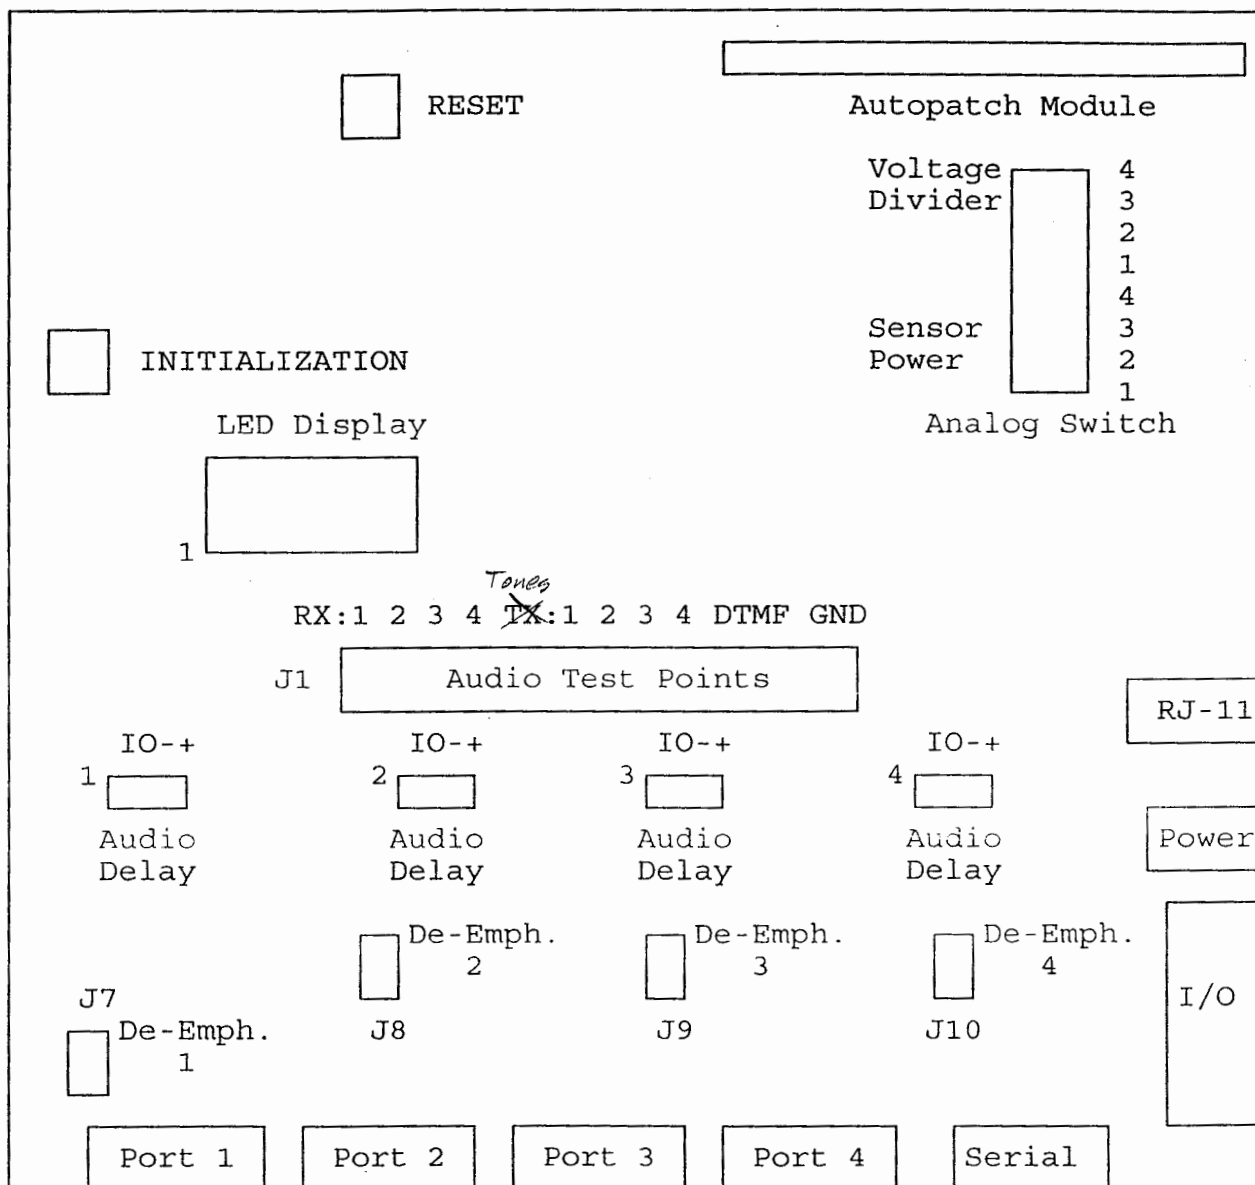 RESET
Autopatch Module
Voltage
Divider
4
3
2
1
4
3
2
1
Sensor
Power
Analog Switch
INITIALIZATION
LED Display
1
Tones
RX:1 2 3 4 TX:1 2 3 4 DTMF GND
J1
Audio Test Points
RJ-11
IO-+ IO-+ IO-+ IO-+
1 2 3 4
Audio Audio Audio Audio
Delay Delay Delay Delay
Power
De-Emph. De-Emph. De-Emph.
2 3 4
I/O
J7
De-Emph.
1
J8 J9 J10
Port 1 Port 2 Port 3 Port 4 Serial